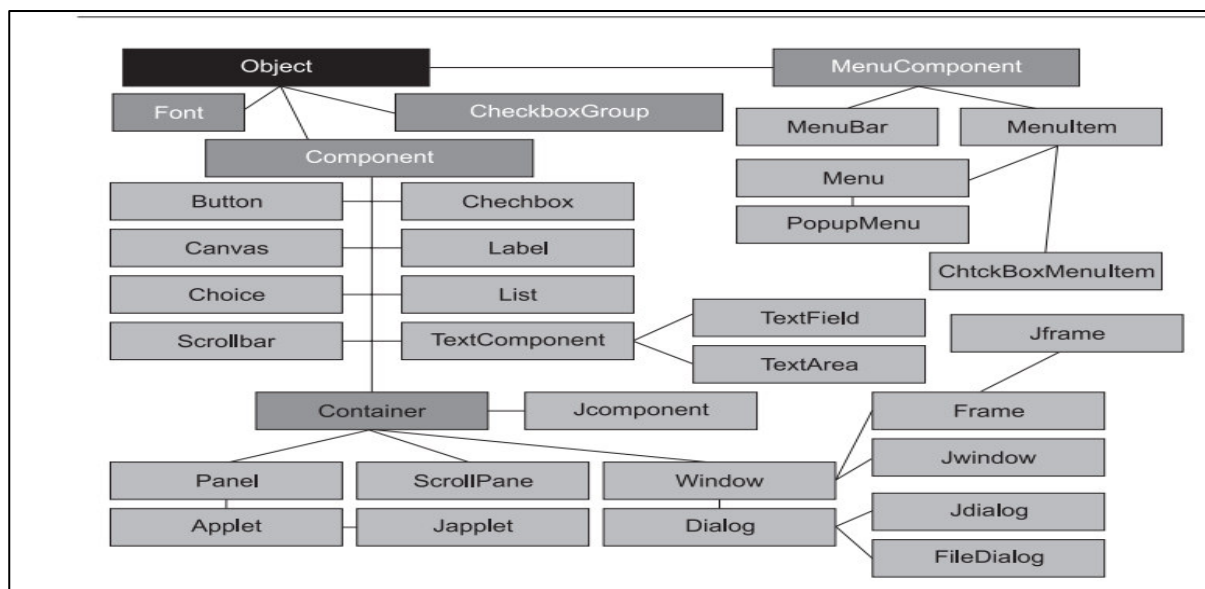 Object
MenuComponent
Font
CheckboxGroup
MenuBar
MenuItem
Component
Menu
Button
Chechbox
PopupMenu
Canvas
Label
ChtckBoxMenuItem
Choice
List
TextField
Scrollbar
TextComponent
Jframe
TextArea
Container
Jcomponent
Frame
Jwindow
Panel
ScrollPane
Window
Jdialog
Applet
Japplet
Dialog
FileDialog